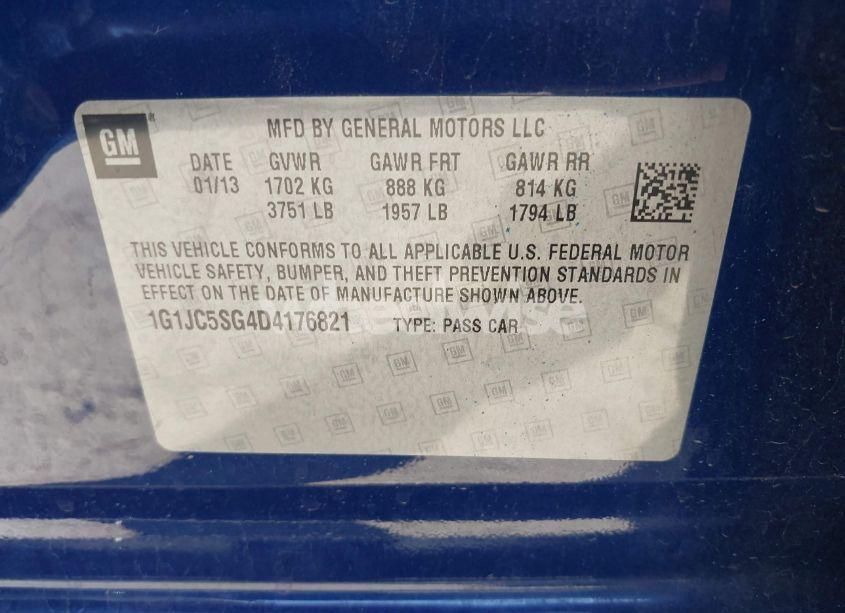 GM
MFD BY GENERAL MOTORS LLC
DATE GVWR GAWR FRT GAWR RR
01/13 1702 KG 888 KG 814 KG
3751 LB 1957 LB 1794 LB
THIS VEHICLE CONFORMS TO ALL APPLICABLE U.S. FEDERAL MOTOR
VEHICLE SAFETY, BUMPER, AND THEFT PREVENTION STANDARDS IN
EFFECT ON THE DATE OF MANUFACTURE SHOWN ABOVE.
1G1JC5SG4D4176821 TYPE: PASS CAR